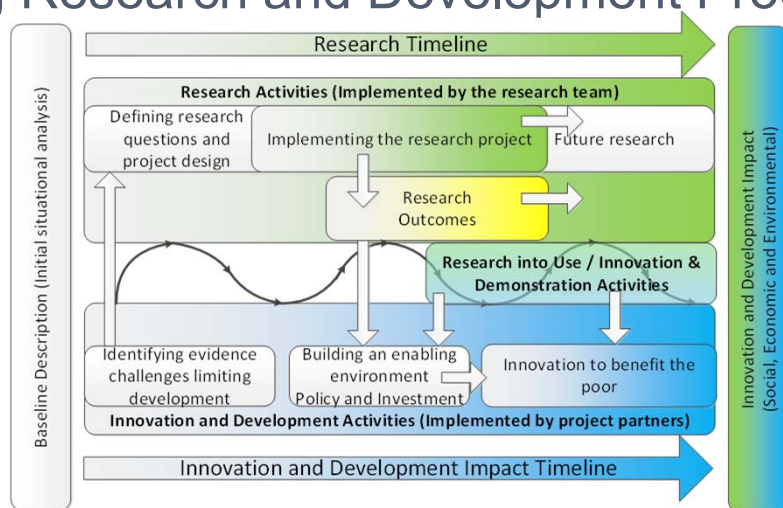 Research and Development
Baseline Description (Initial situational analysis)
Research Timeline
Research Activities (Implemented by the research team)
Defining research
questions and
project design
Implementing the research project
Future research
Research
Outcomes
Research into Use / Innovation &
Demonstration Activities
Identifying evidence
challenges limiting
development
Building an enabling
environment
Policy and Investment
Innovation to benefit the
poor
Innovation and Development Activities (Implemented by project partners)
Innovation and Development Impact Timeline
Innovation and Development Impact
(Social, Economic and Environmental)